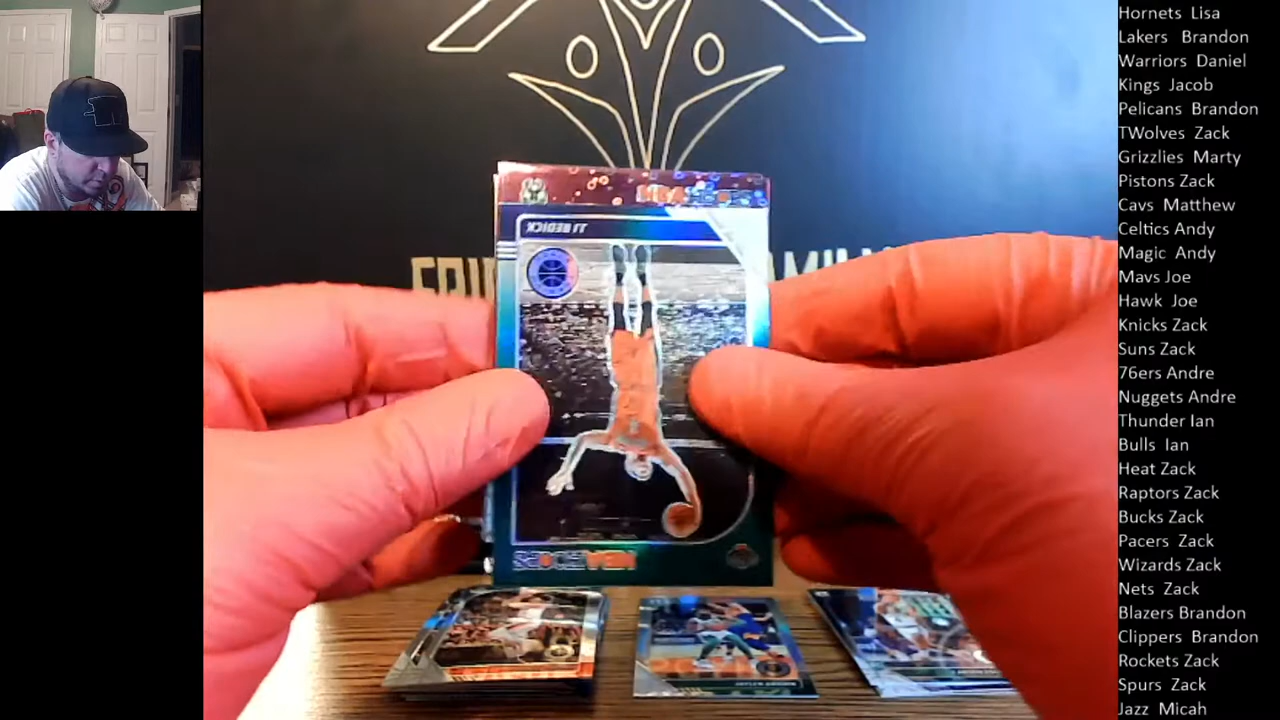 Hornets Lisa
Lakers Brandon
Warriors Daniel
Kings Jacob
Pelicans Brandon
TWolves Zack
Grizzlies Marty
Pistons Zack
Cavs Matthew
Celtics Andy
Magic Andy
Mavs Joe
Hawk Joe
Knicks Zack
Suns Zack
76ers Andre
Nuggets Andre
Thunder Ian
Bulls Ian
Heat Zack
Raptors Zack
Bucks Zack
Pacers Zack
Wizards Zack
Nets Zack
Blazers Brandon
Clippers Brandon
Rockets Zack
Spurs Zack
Jazz Micah
JJ REDICK
JAYLEN BROWN